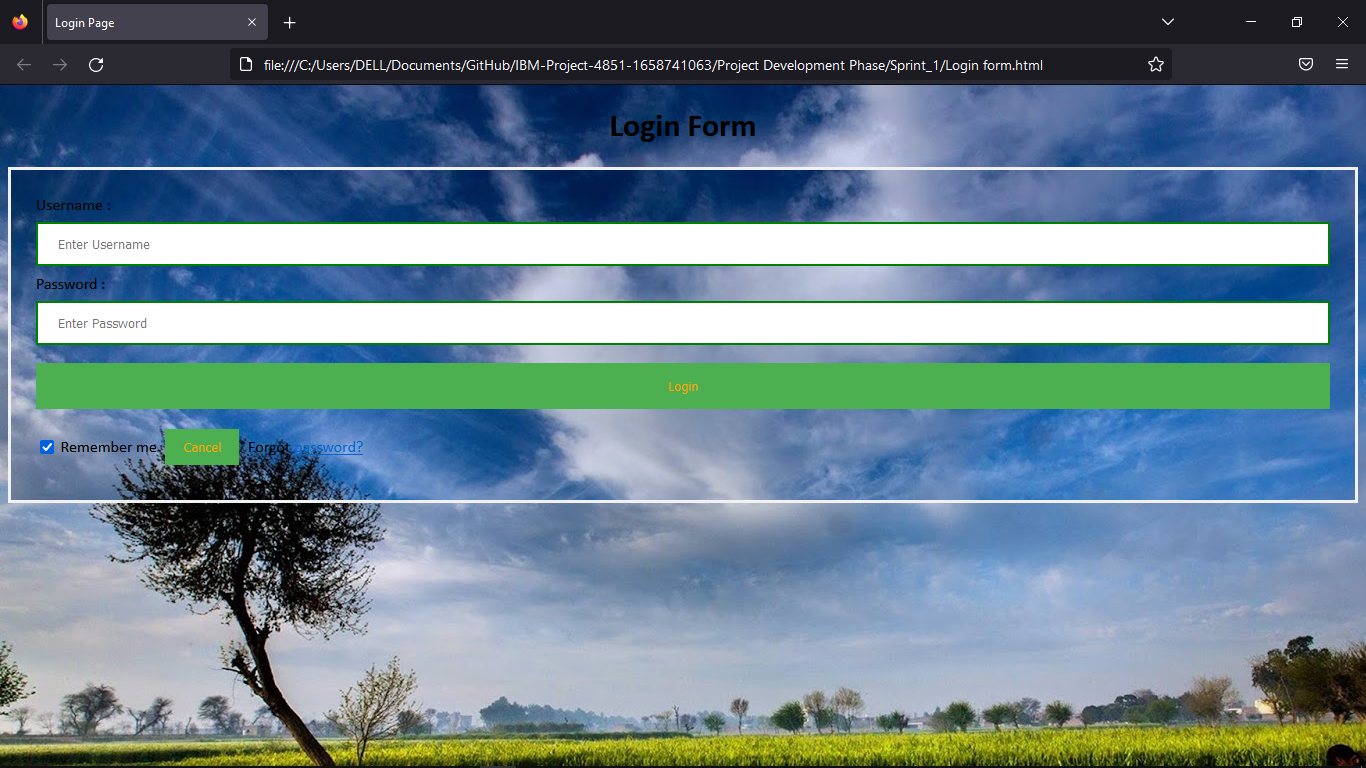 Login Page
file:///C:/Users/DELL/Documents/GitHub/IBM-Project-4851-1658741063/Project Development Phase/Sprint_1/Login form.html
Login Form
Username :
Enter Username
Password :
Enter Password
Login
Remember me Cancel Forgot password?